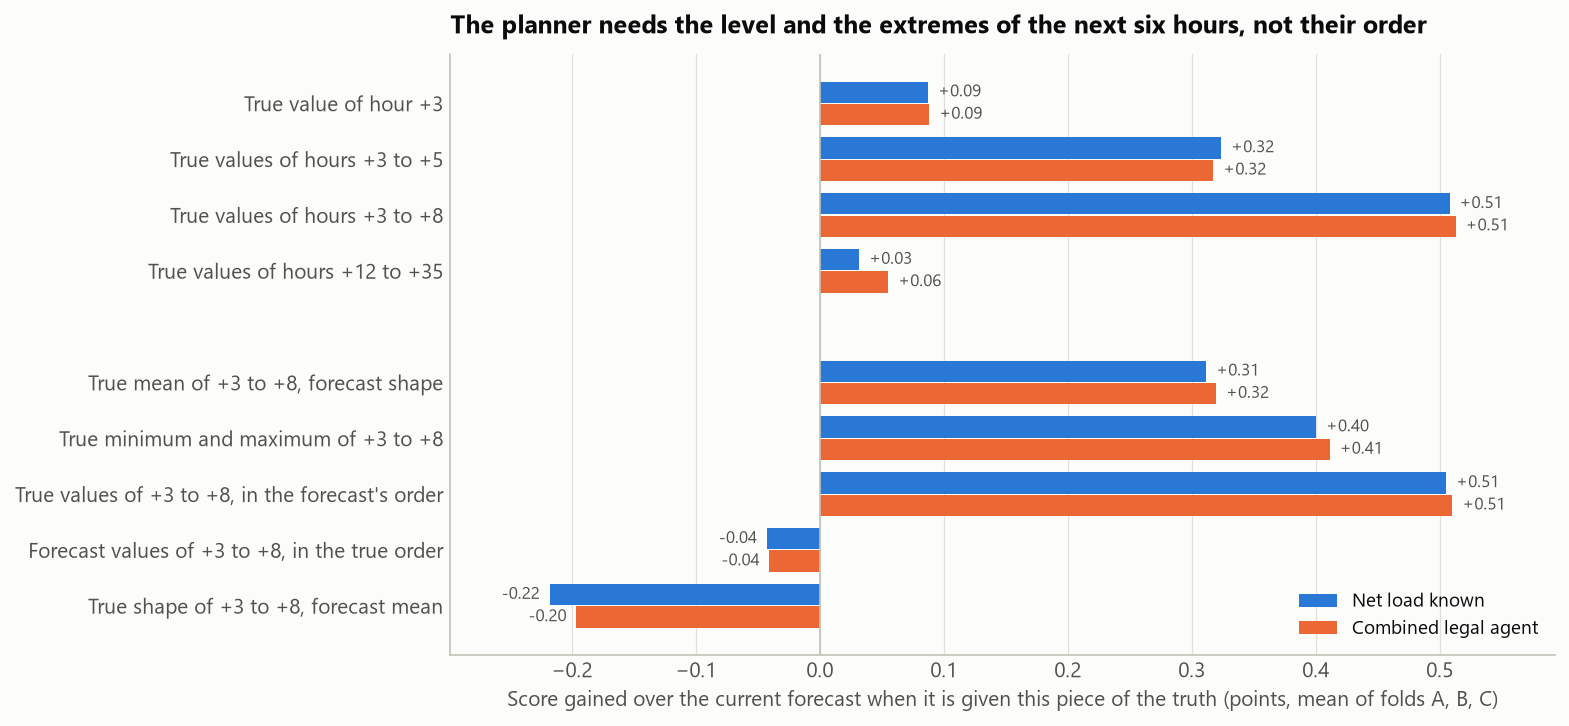 The planner needs the level and the extremes of the next six hours, not their order
True value of hour +3
+0.09
+0.09
True values of hours +3 to +5
+0.32
+0.32
True values of hours +3 to +8
+0.51
+0.51
True values of hours +12 to +35
+0.03
+0.06
True mean of +3 to +8, forecast shape
+0.31
+0.32
True minimum and maximum of +3 to +8
+0.40
+0.41
True values of +3 to +8, in the forecast's order
+0.51
+0.51
Forecast values of +3 to +8, in the true order
-0.04
-0.04
True shape of +3 to +8, forecast mean
-0.22
-0.20
Net load known
Combined legal agent
−0.2 −0.1 0.0 0.1 0.2 0.3 0.4 0.5
Score gained over the current forecast when it is given this piece of the truth (points, mean of folds A, B, C)